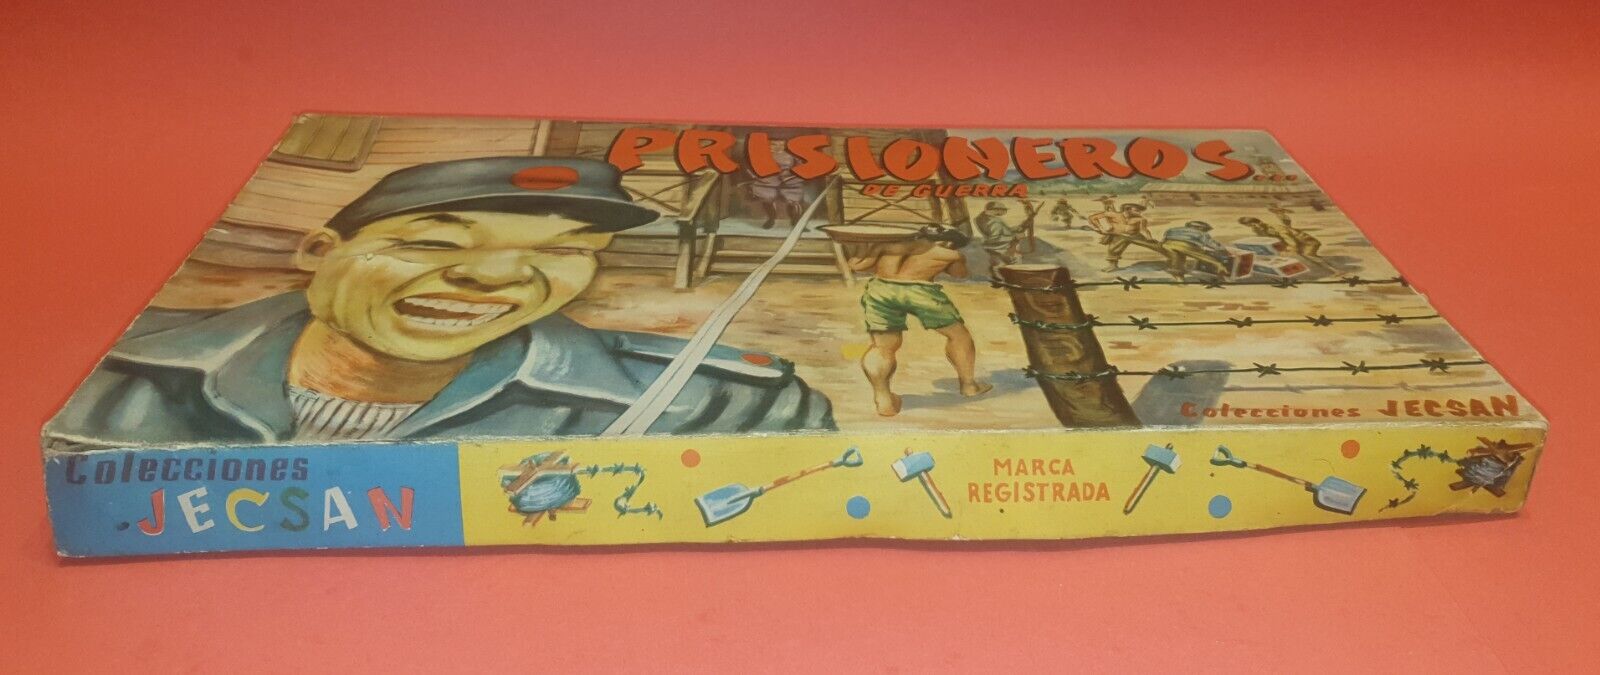 PRISIONEROS...
DE GUERRA
Colecciones JECSAN
Colecciones
JECSAN
MARCA
REGISTRADA